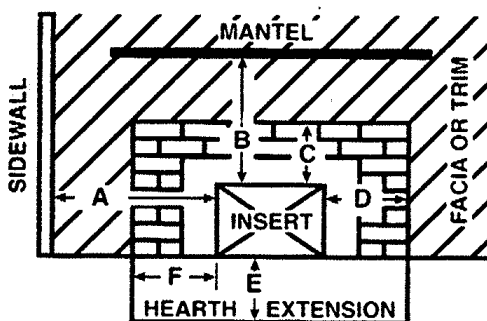 MANTEL
SIDEWALL
FACIA OR TRIM
B
C
A
D
INSERT
F
E
HEARTH EXTENSION